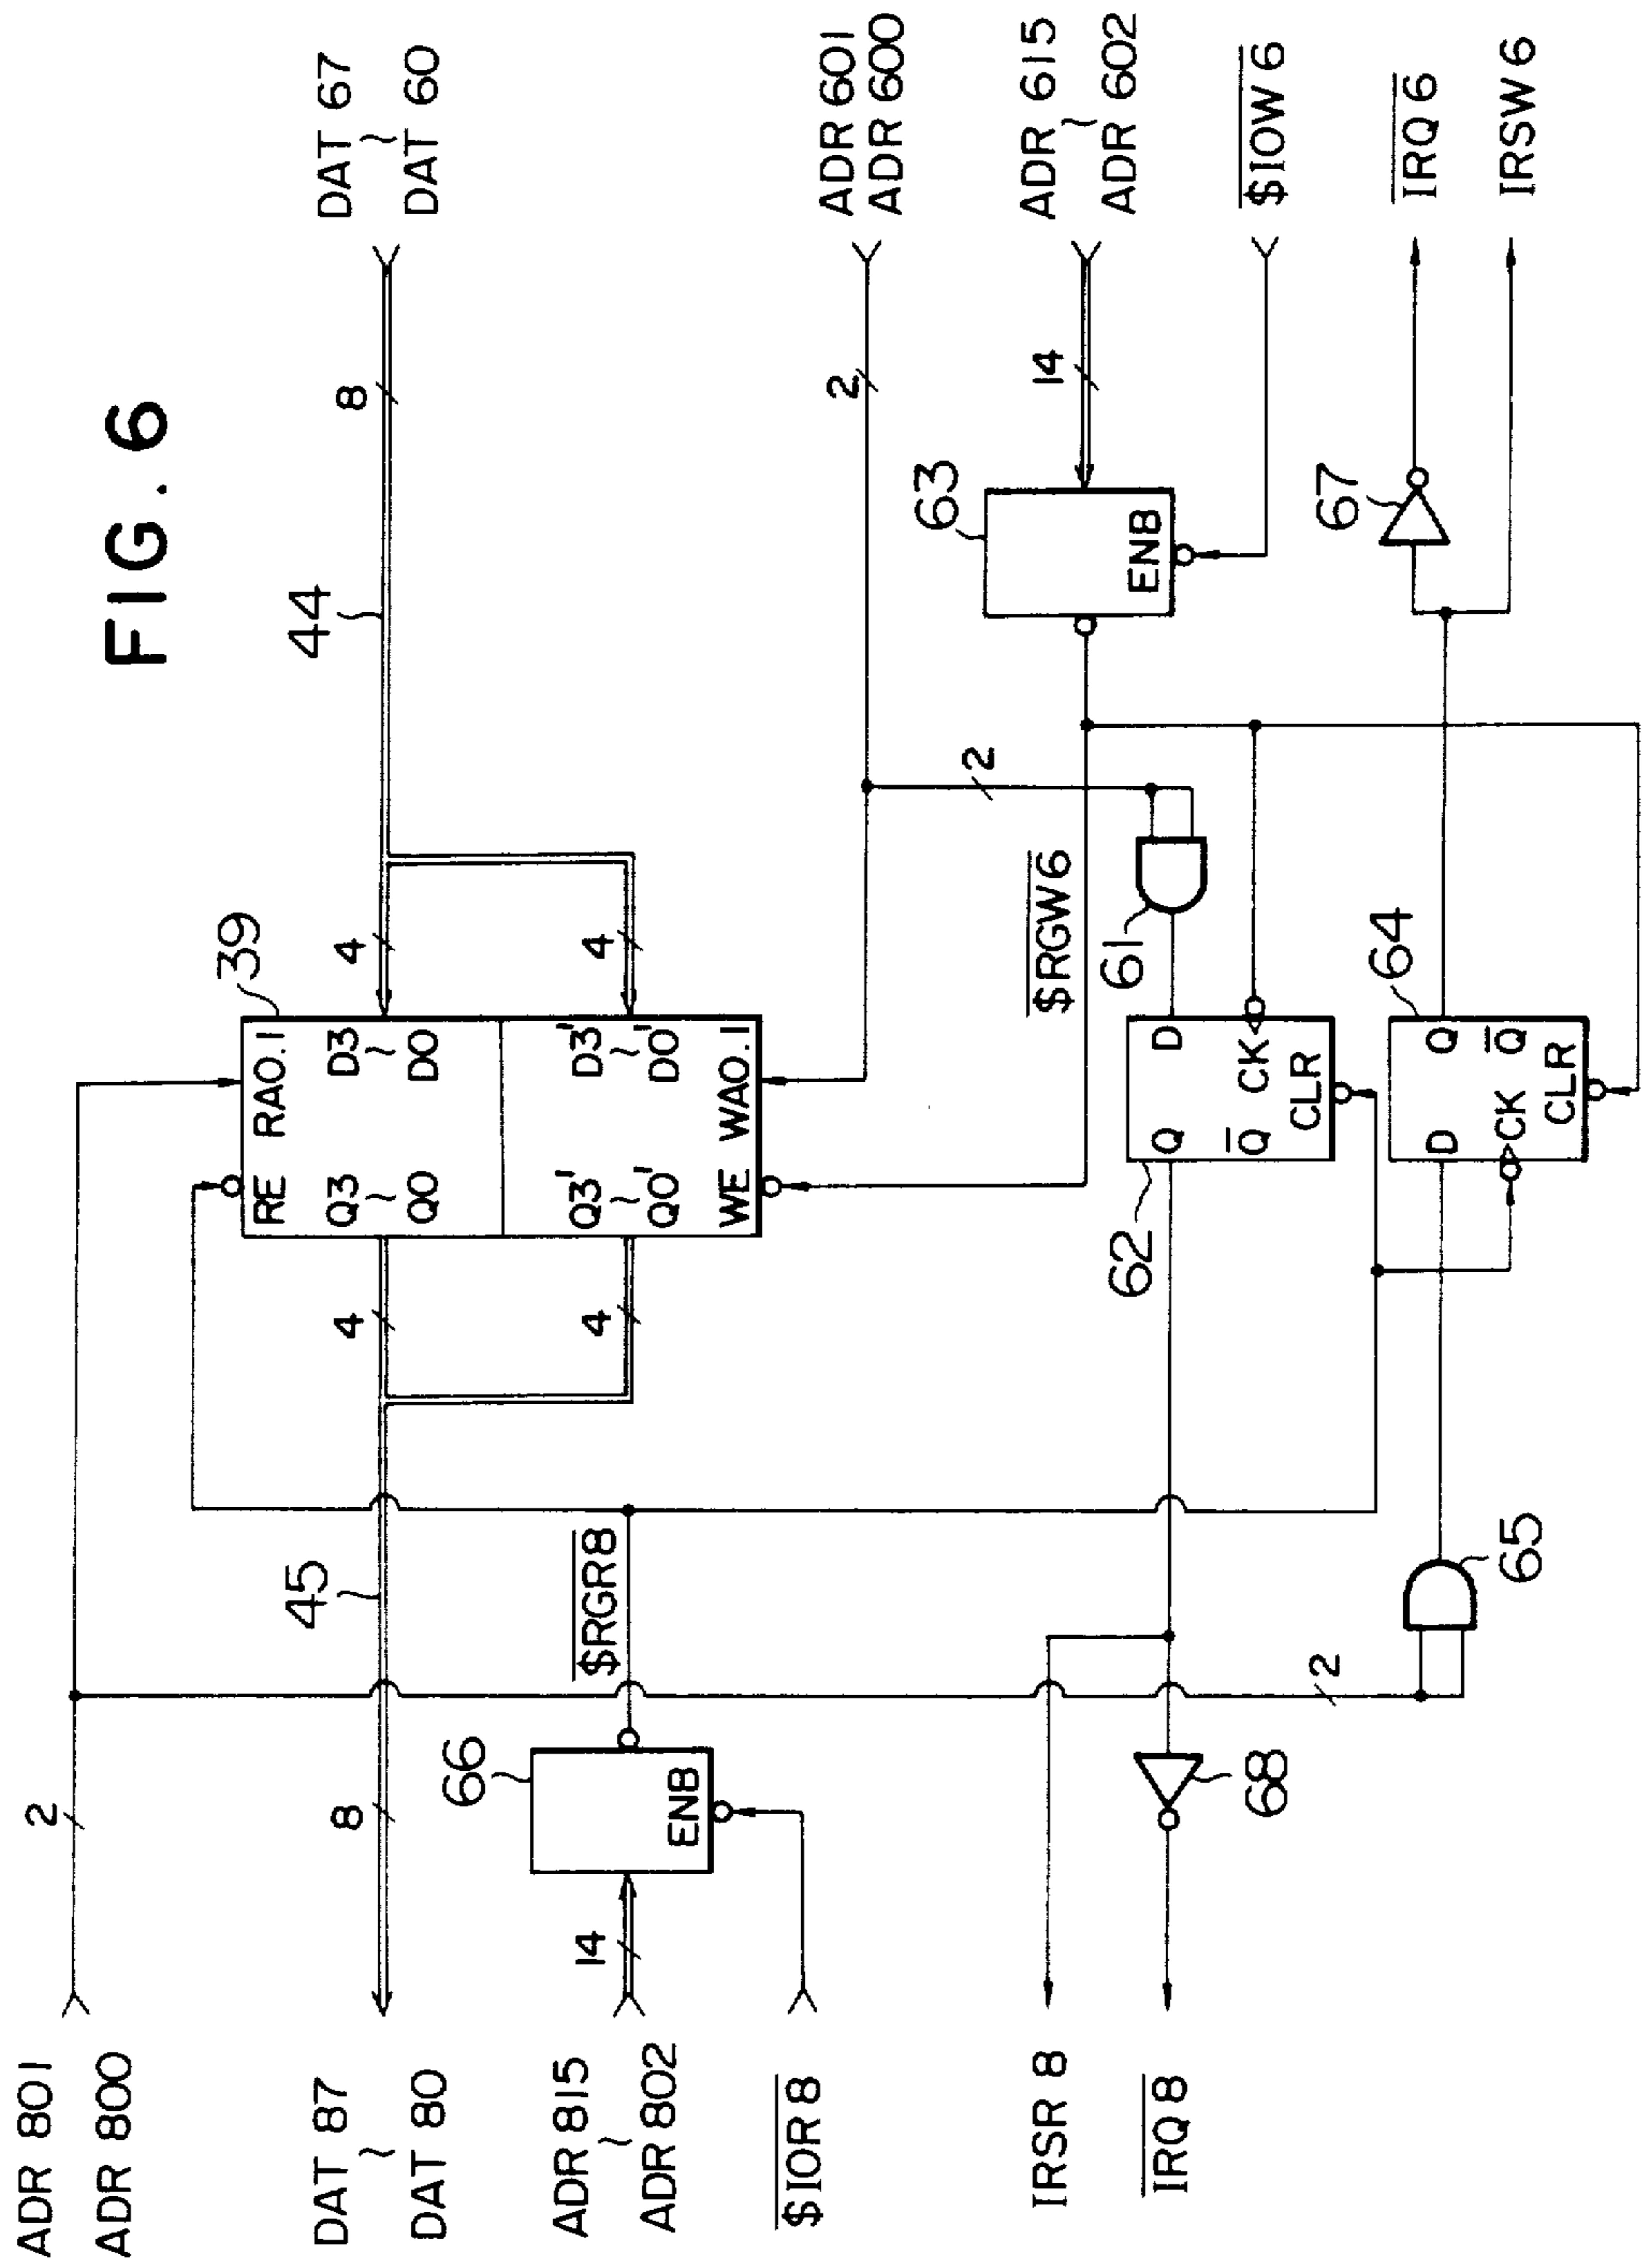 FIG. 6
ADR 801
ADR 800
2
DAT 87
~
DAT 80
8
45
ADR 815
~
ADR 802
14
66
ENB
$IOR 8
$RGR8
IRSR 8
IRQ 8
68
2
65
4
4
39
RE RA0.1
Q3 D3
~ ~
Q0 D0
Q3' D3'
~ ~
Q0' D0'
WE WA0.1
4
4
44
8
DAT 67
~
DAT 60
ADR 601
ADR 600
2
2
ADR 615
~
ADR 602
14
63
ENB
$IOW 6
$RGW6
61
62
Q D
Q CK
CLR
64
D Q
CK Q
CLR
67
IRQ 6
IRSW 6